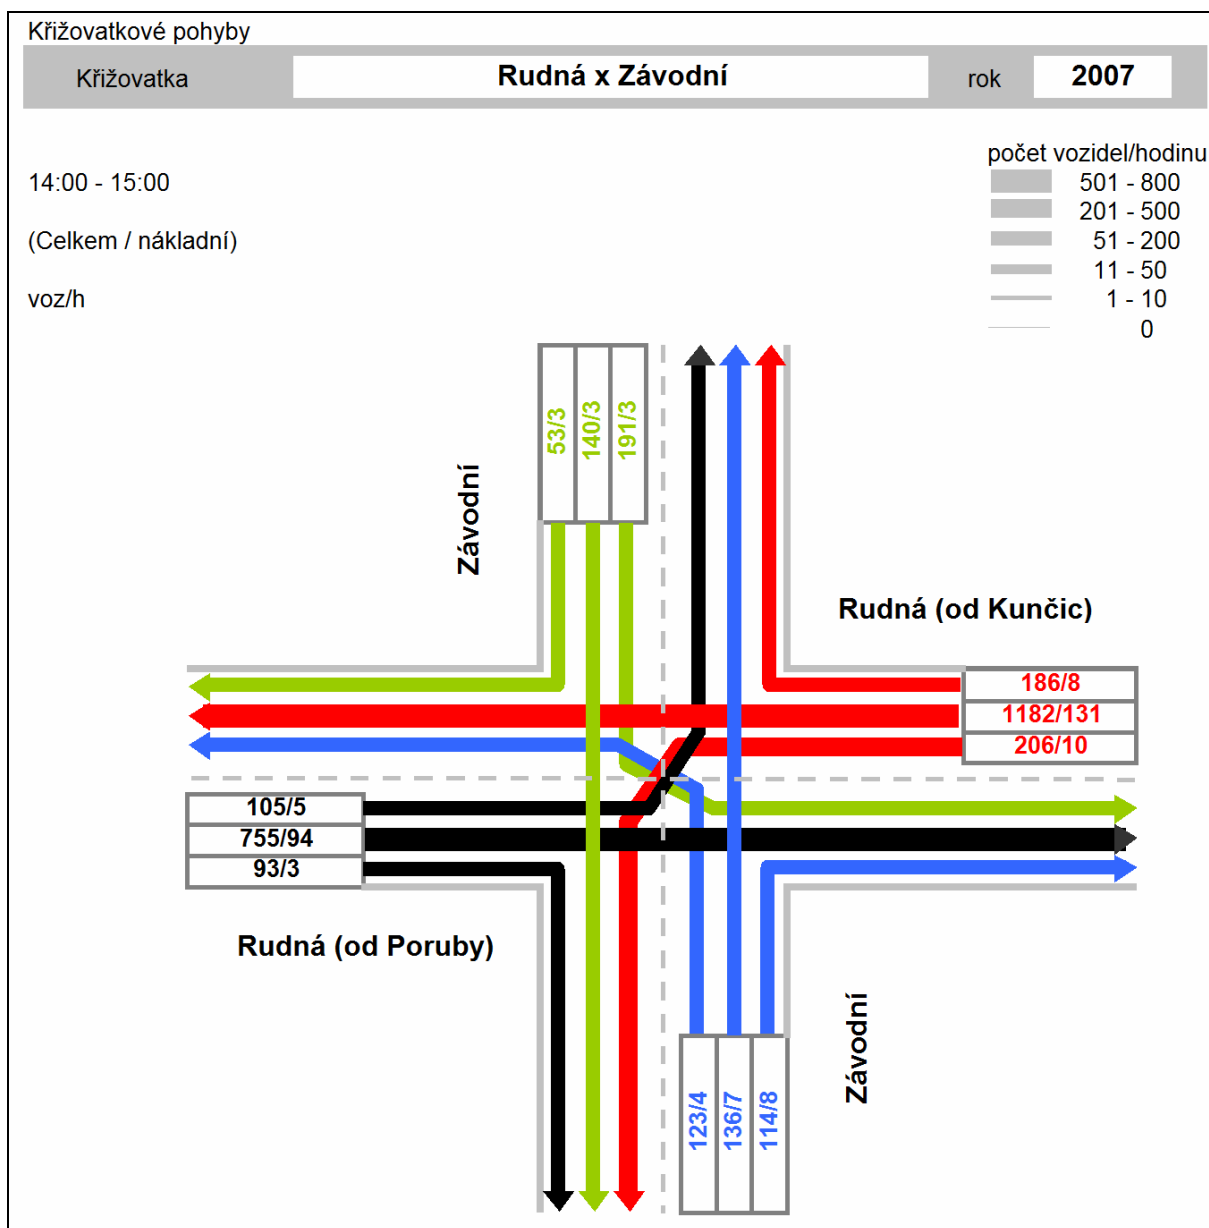 Křižovatkové pohyby
Křižovatka Rudná x Závodní rok 2007
počet vozidel/hodinu
14:00 - 15:00
501 - 800
201 - 500
(Celkem / nákladní)
51 - 200
11 - 50
voz/h
1 - 10
0
53/3
140/3
191/3
Závodní
Rudná (od Kunčic)
186/8
1182/131
206/10
105/5
755/94
93/3
Rudná (od Poruby)
Závodní
123/4
136/7
114/8